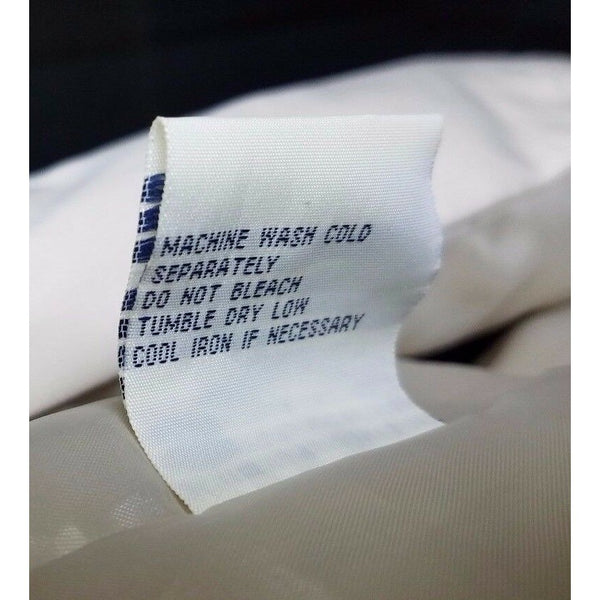 MACHINE WASH COLD
SEPARATELY
DO NOT BLEACH
TUMBLE DRY LOW
COOL IRON IF NECESSARY